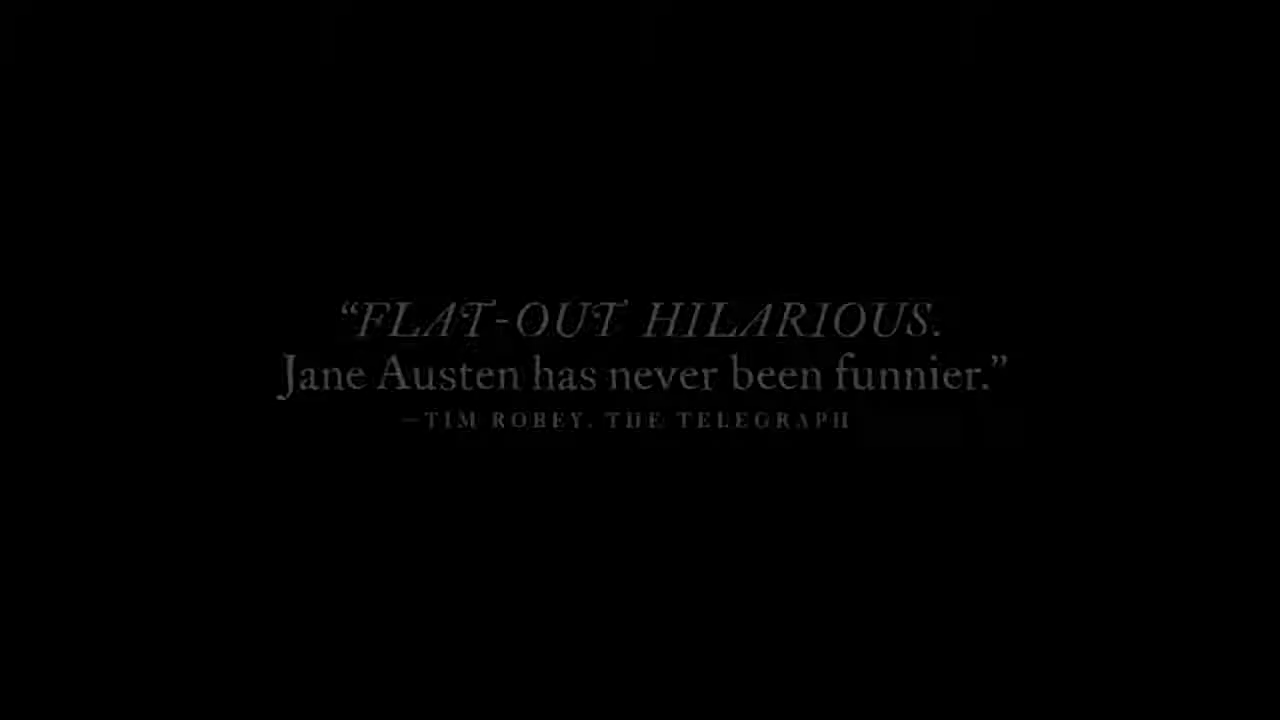 “FLAT-OUT HILARIOUS.
Jane Austen has never been funnier.”
—TIM ROBEY, THE TELEGRAPH